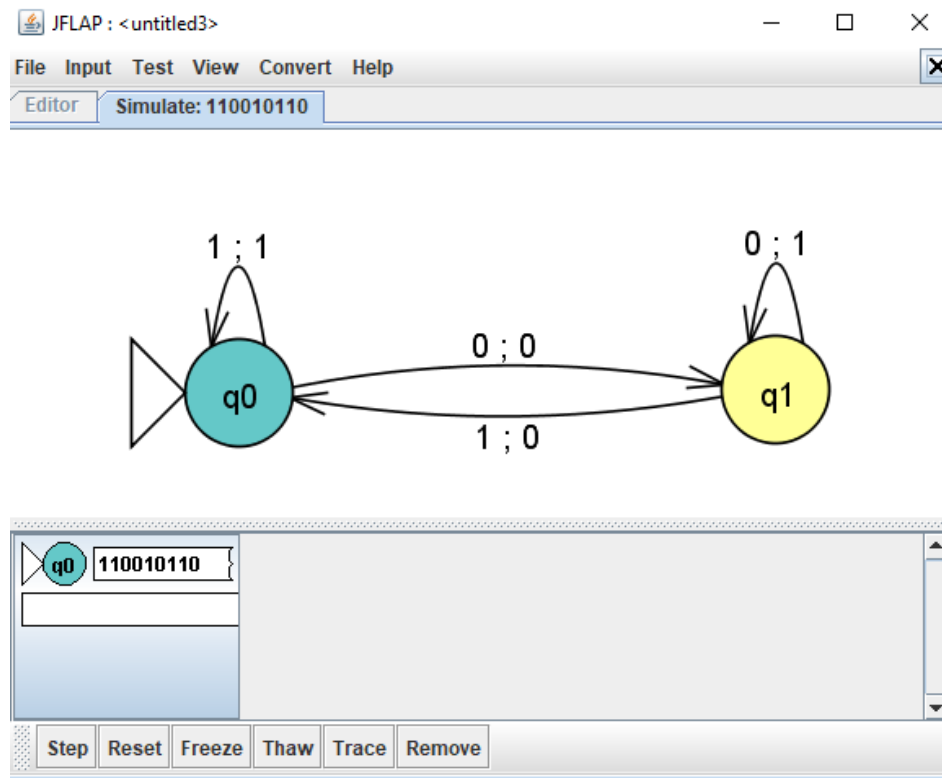 JFLAP : <untitled3>
File Input Test View Convert Help
Editor Simulate: 110010110
1 ; 1
0 ; 1
0 ; 0
q0
q1
1 ; 0
q0 110010110
Step Reset Freeze Thaw Trace Remove